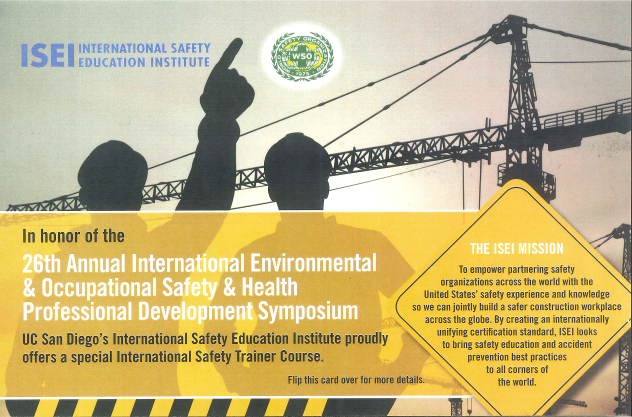 ISEI INTERNATIONAL SAFETY
EDUCATION INSTITUTE
WSO
1975
In honor of the
26th Annual International Environmental
& Occupational Safety & Health
Professional Development Symposium
UC San Diego's International Safety Education Institute proudly
offers a special International Safety Trainer Course.
Flip this card over for more details.
THE ISEI MISSION
To empower partnering safety
organizations across the world with the
United States' safety experience and knowledge
so we can jointly build a safer construction workplace
across the globe. By creating an internationally
unifying certification standard, ISEI looks
to bring safety education and accident
prevention best practices
to all corners of
the world.